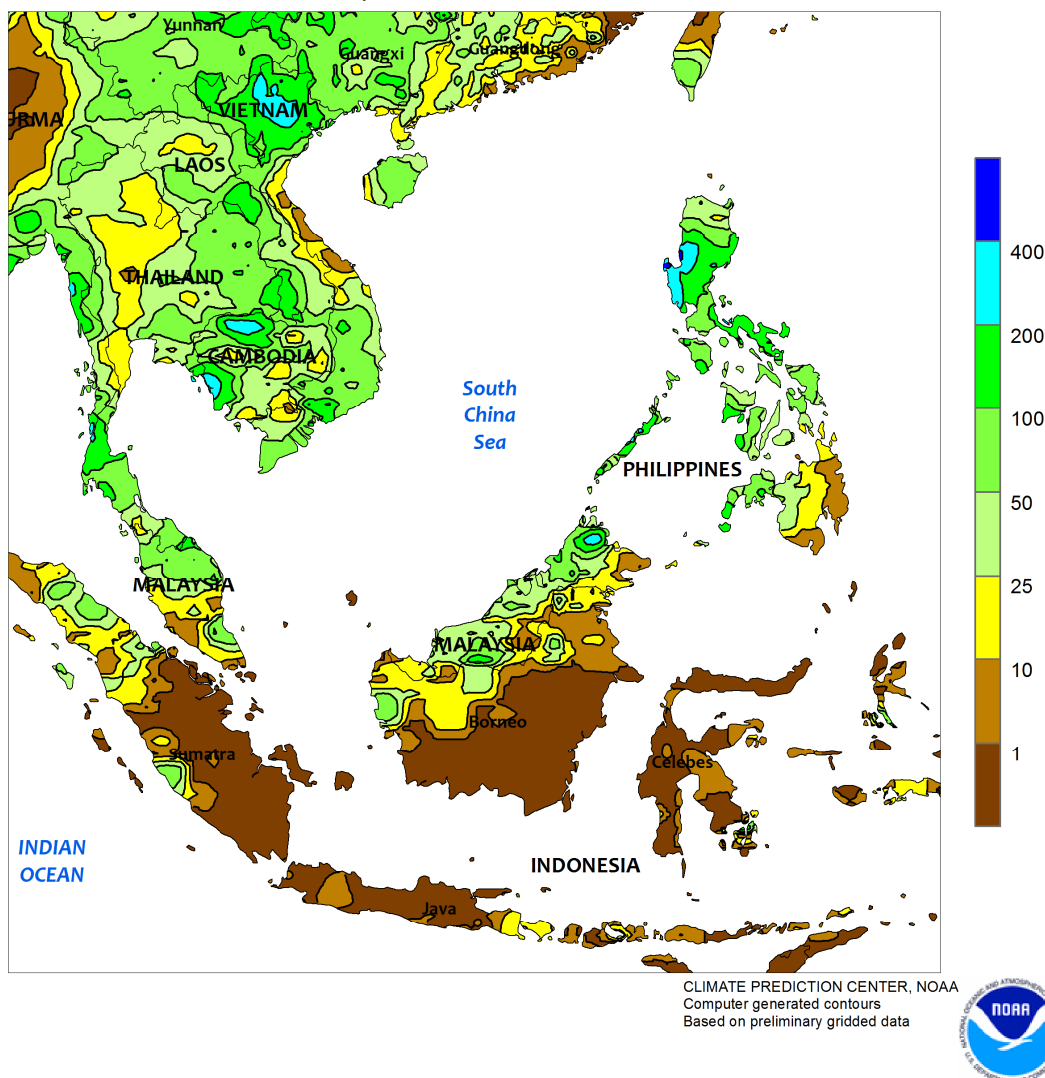 Yunnan
Guangxi
Guangdong
URMA
VIETNAM
LAOS
THAILAND
CAMBODIA
South
China
Sea
PHILIPPINES
MALAYSIA
MALAYSIA
Borneo
Sumatra
Celebes
INDIAN
OCEAN
INDONESIA
Java
400
200
100
50
25
10
1
CLIMATE PREDICTION CENTER, NOAA
Computer generated contours
Based on preliminary gridded data
NOAA